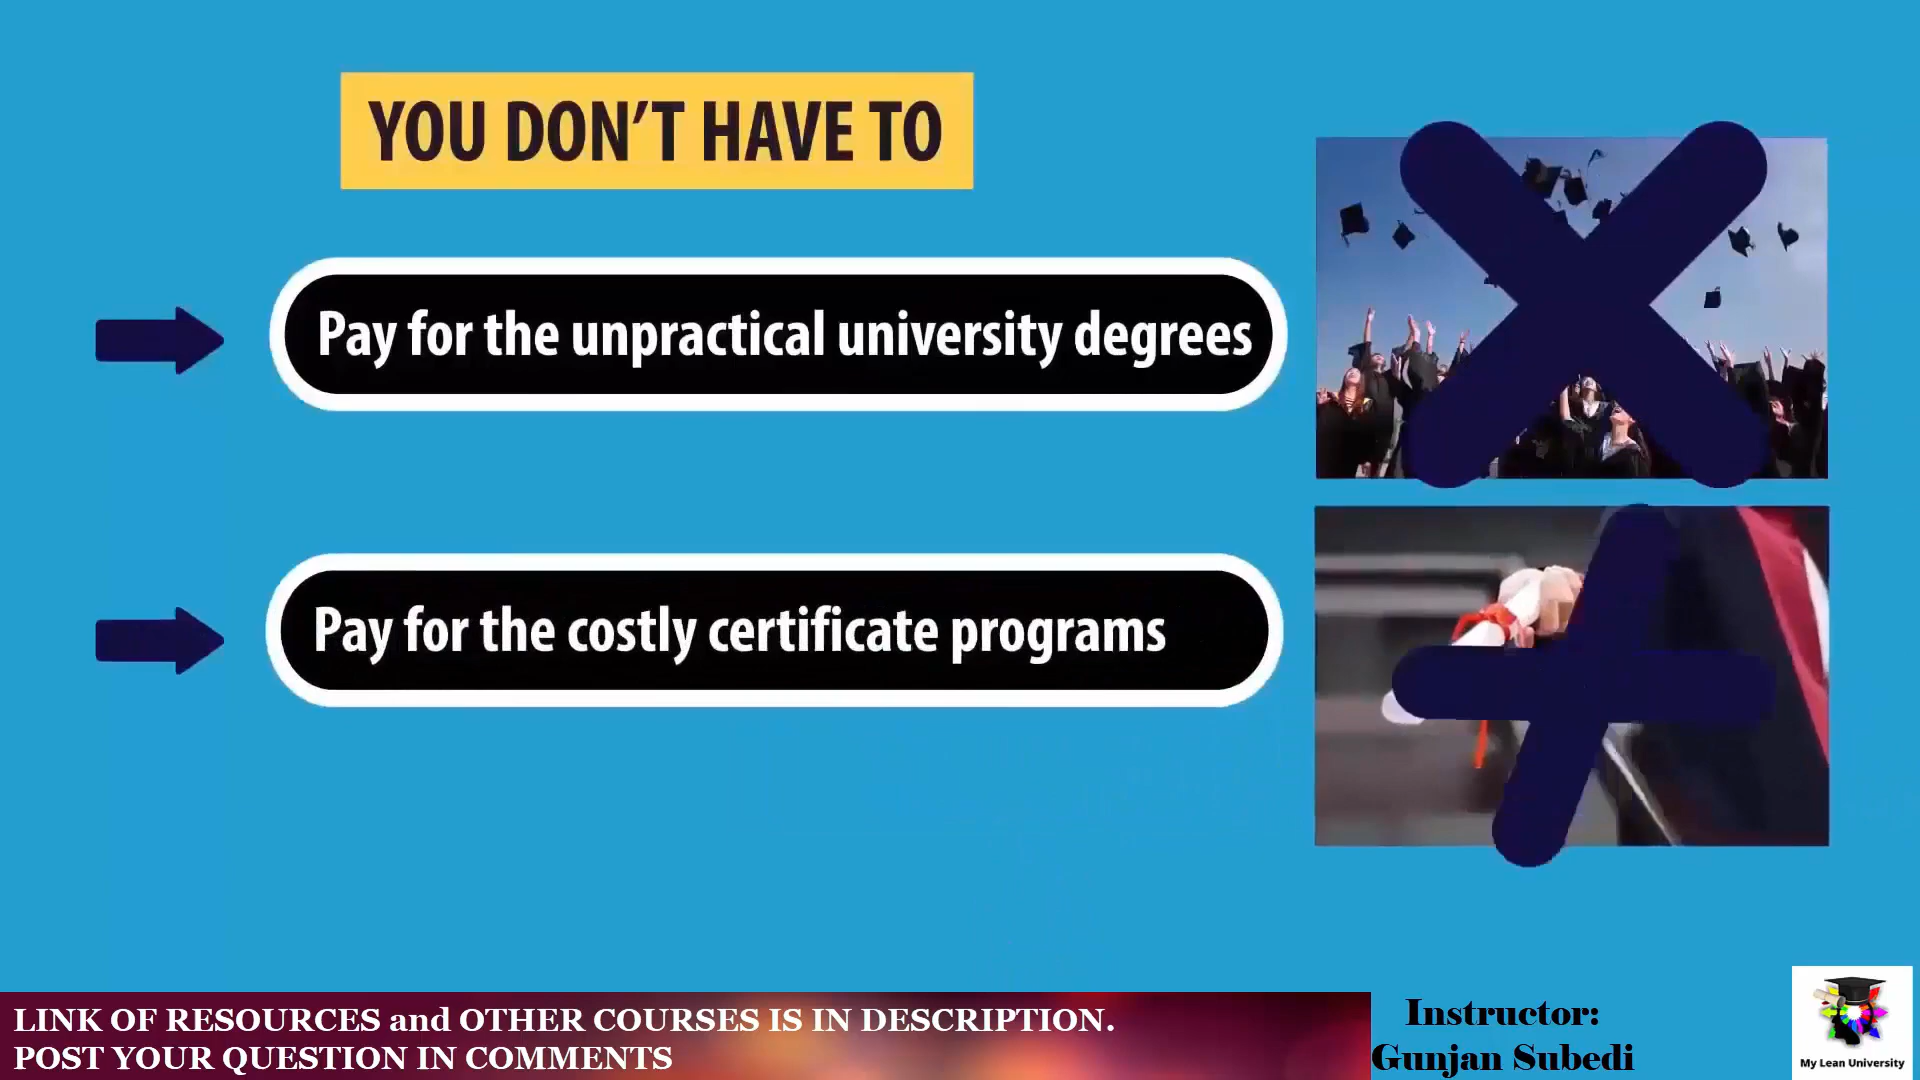 YOU DON'T HAVE TO
Pay for the unpractical university degrees
Pay for the costly certificate programs
LINK OF RESOURCES and OTHER COURSES IS IN DESCRIPTION.
POST YOUR QUESTION IN COMMENTS
Instructor:
Gunjan Subedi
My Lean University